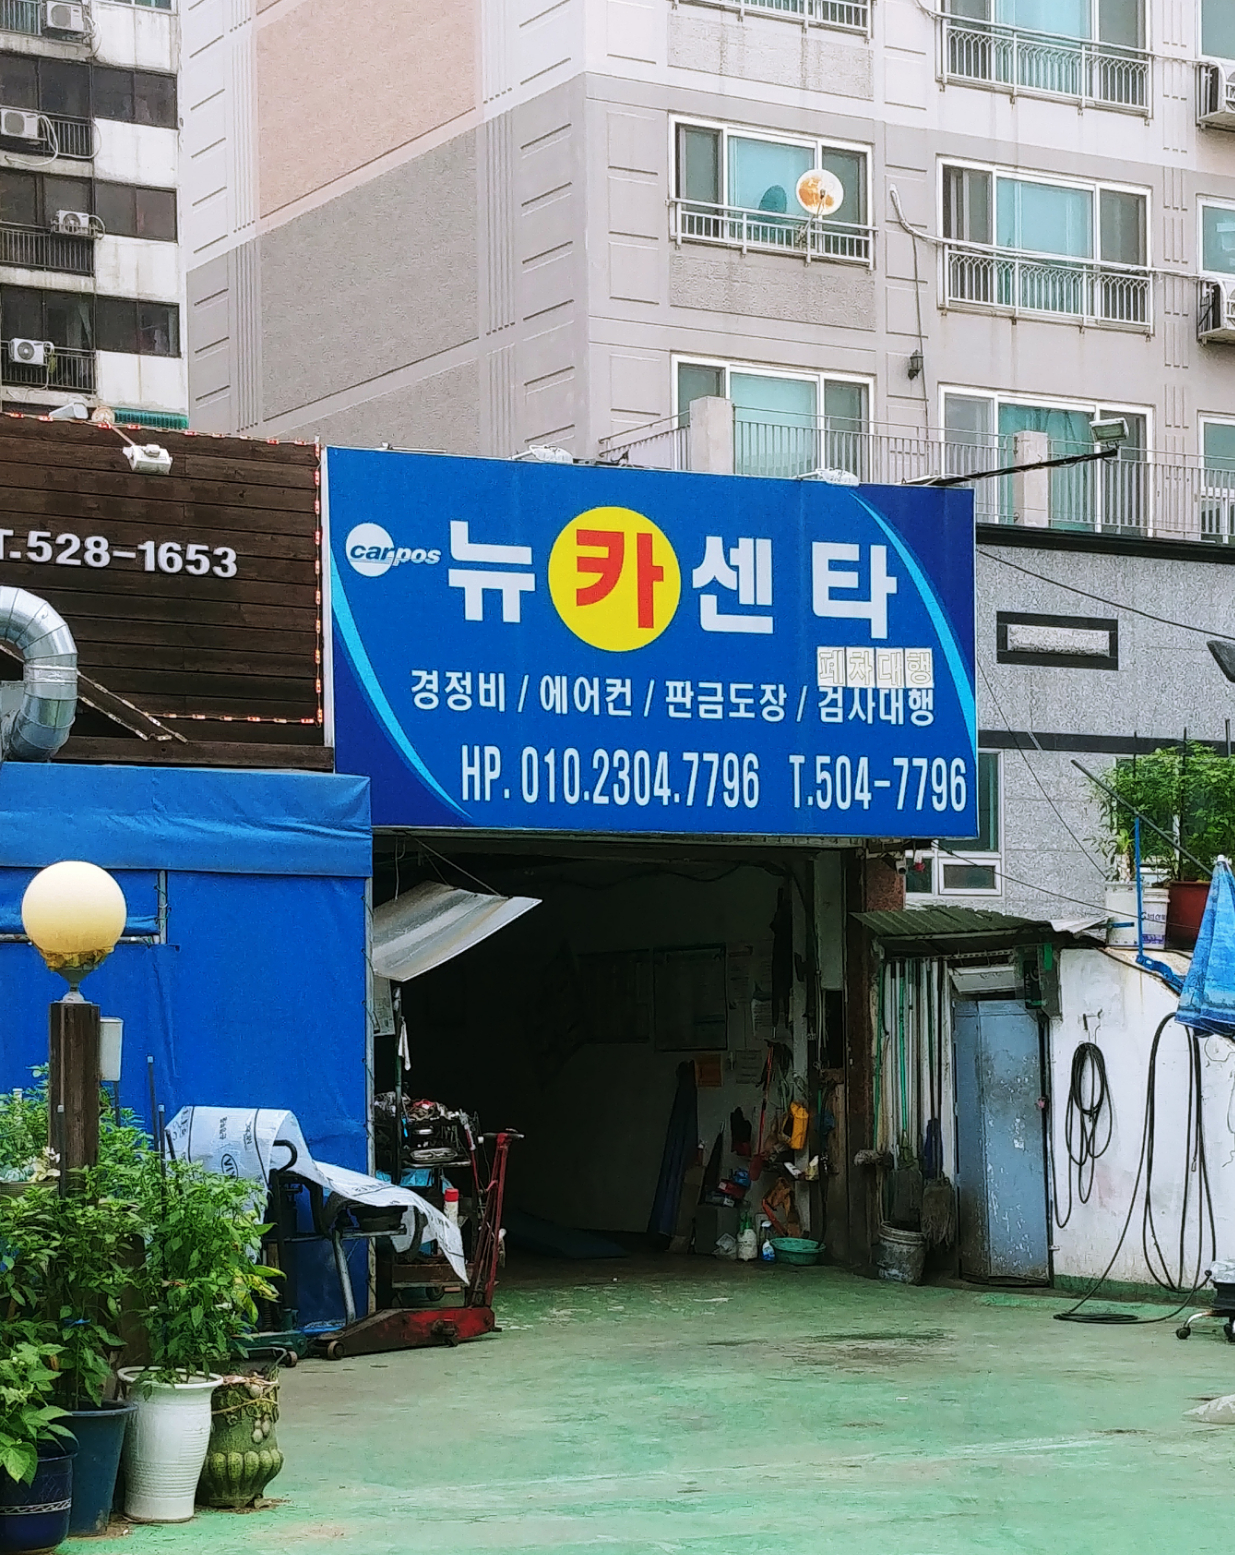 T.528-1653
carpos
뉴카센타
폐차대행
경정비 / 에어컨 / 판금도장 / 검사대행
HP. 010.2304.7796 T.504-7796